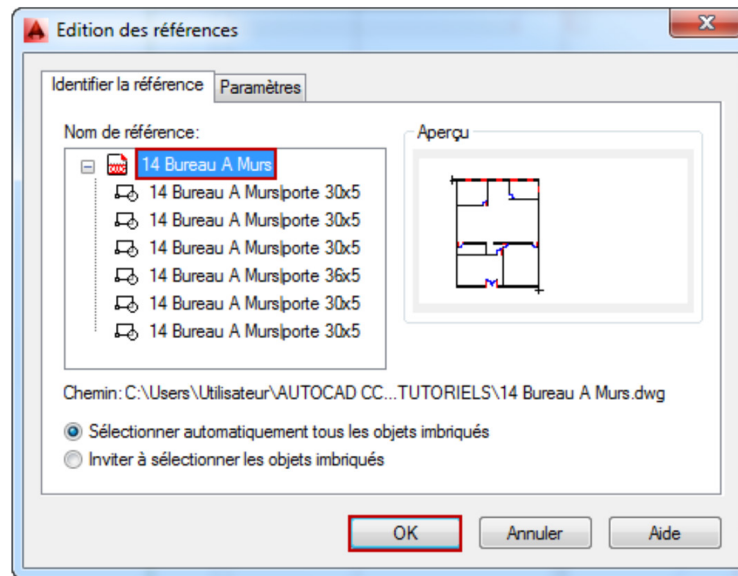 Edition des références
Identifier la référence Paramètres
Nom de référence: Aperçu
14 Bureau A Murs
14 Bureau A Murs|porte 30x5
14 Bureau A Murs|porte 30x5
14 Bureau A Murs|porte 30x5
14 Bureau A Murs|porte 36x5
14 Bureau A Murs|porte 30x5
14 Bureau A Murs|porte 30x5
Chemin: C:\Users\Utilisateur\AUTOCAD CC...TUTORIELS\14 Bureau A Murs.dwg
Sélectionner automatiquement tous les objets imbriqués
Inviter à sélectionner les objets imbriqués
OK Annuler Aide